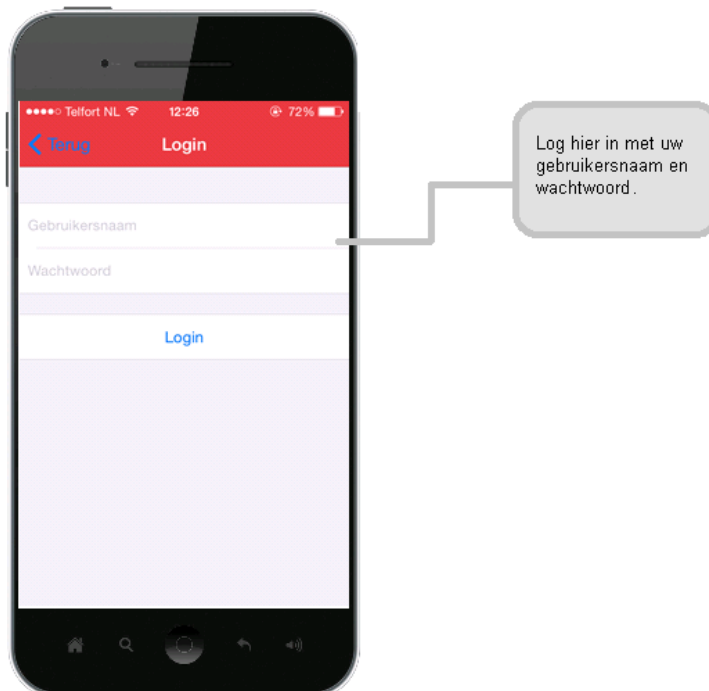 ●●●●○ Telfort NL 12:26 72%
Terug Login
Gebruikersnaam
Wachtwoord
Login
Log hier in met uw
gebruikersnaam en
wachtwoord.